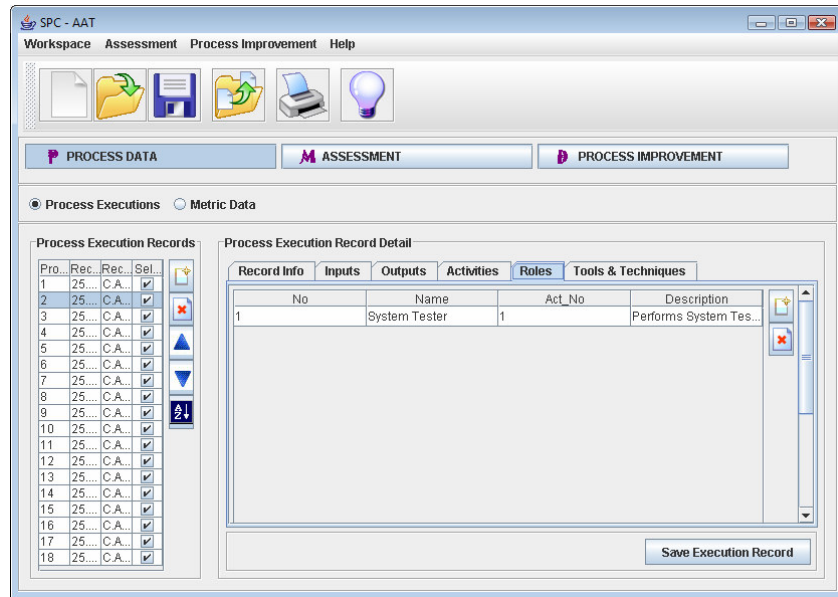 SPC - AAT
Workspace Assessment Process Improvement Help
P PROCESS DATA M ASSESSMENT D PROCESS IMPROVEMENT
Process Executions Metric Data
Process Execution Records
Pro... Rec... Rec... Sel...
1 25.... C.A...
2 25.... C.A...
3 25.... C.A...
4 25.... C.A...
5 25.... C.A...
6 25.... C.A...
7 25.... C.A...
8 25.... C.A...
9 25.... C.A...
10 25.... C.A...
11 25.... C.A...
12 25.... C.A...
13 25.... C.A...
14 25.... C.A...
15 25.... C.A...
16 25.... C.A...
17 25.... C.A...
18 25.... C.A...
A
Z
Process Execution Record Detail
Record Info Inputs Outputs Activities Roles Tools & Techniques
No Name Act_No Description
1 System Tester 1 Performs System Tes...
Save Execution Record